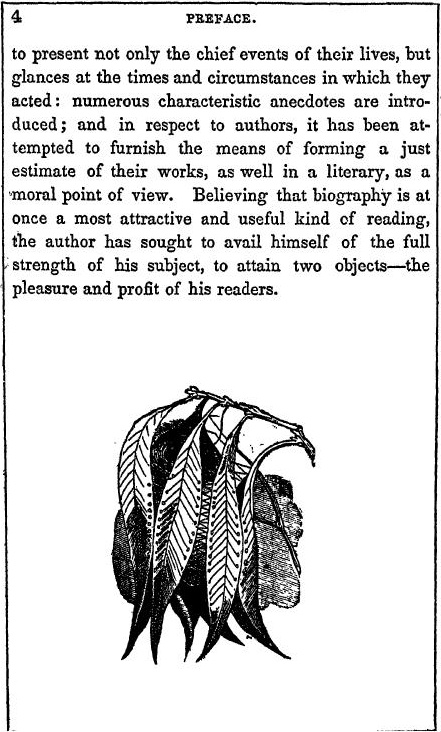 4
PREFACE.
to present not only the chief events of their lives, but
glances at the times and circumstances in which they
acted: numerous characteristic anecdotes are intro-
duced; and in respect to authors, it has been at-
tempted to furnish the means of forming a just
estimate of their works, as well in a literary, as a
moral point of view. Believing that biography is at
once a most attractive and useful kind of reading,
the author has sought to avail himself of the full
strength of his subject, to attain two objects—the
pleasure and profit of his readers.